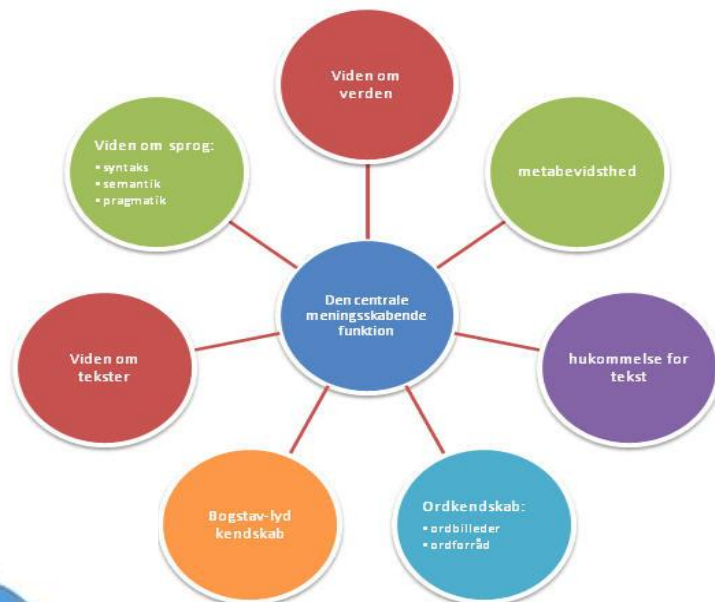 Viden om
verden
Viden om sprog:
▪ syntaks
▪ semantik
▪ pragmatik
metabevidsthed
Den centrale
meningsskabende
funktion
Viden om
tekster
hukommelse for
tekst
Bogstav-lyd
kendskab
Ordkendskab:
▪ ordbilleder
▪ ordforråd